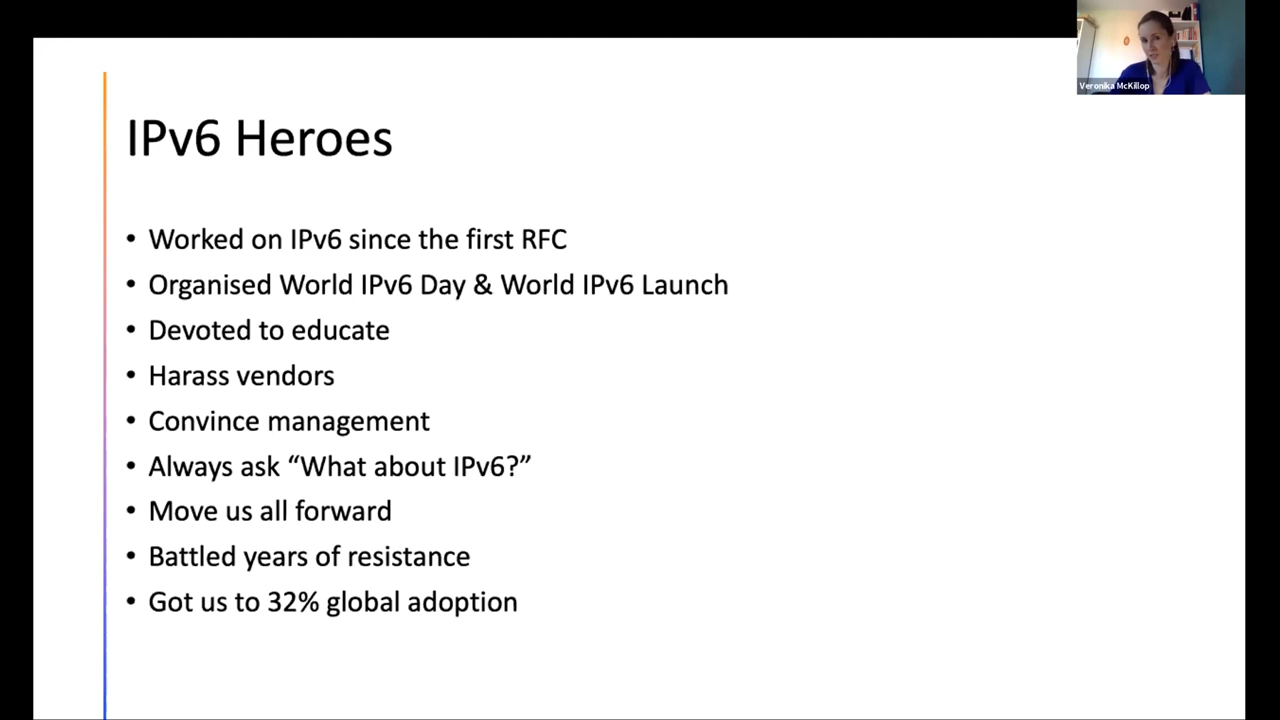 Veronika McKillop
IPv6 Heroes
• Worked on IPv6 since the first RFC
• Organised World IPv6 Day & World IPv6 Launch
• Devoted to educate
• Harass vendors
• Convince management
• Always ask “What about IPv6?”
• Move us all forward
• Battled years of resistance
• Got us to 32% global adoption